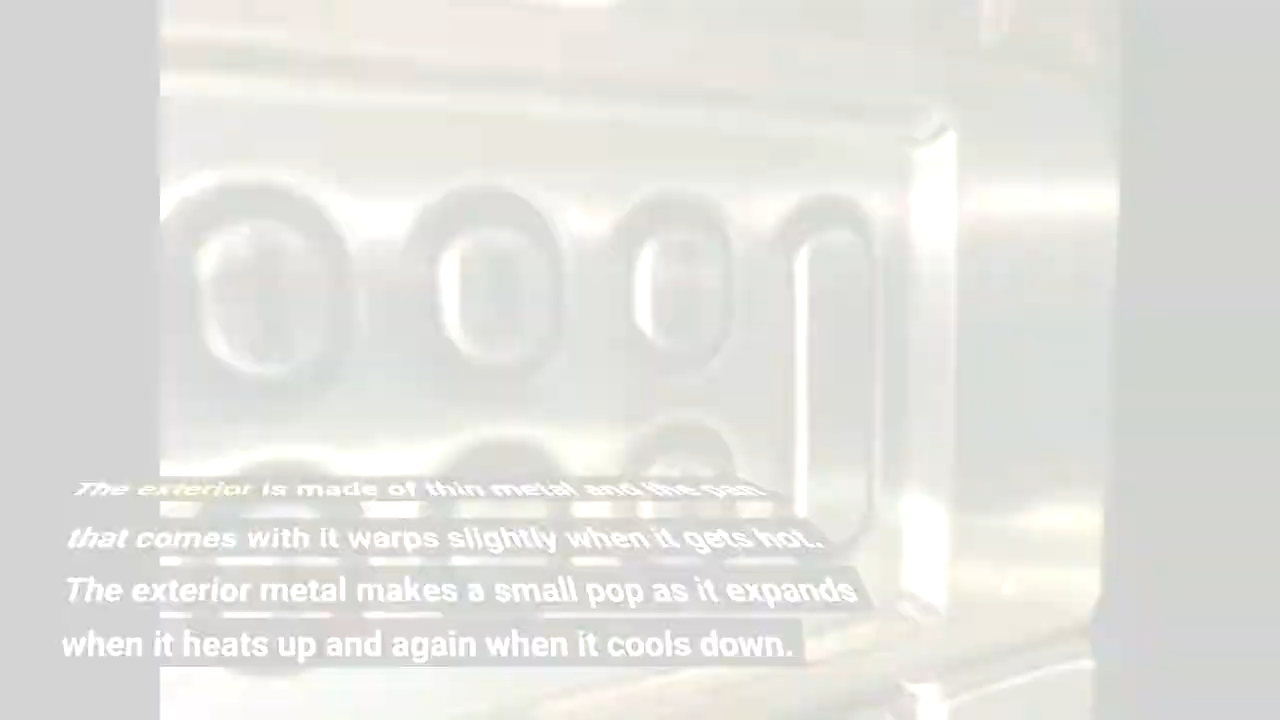 The exterior is made of thin metal and the pan
that comes with it warps slightly when it gets hot.
The exterior metal makes a small pop as it expands
when it heats up and again when it cools down.